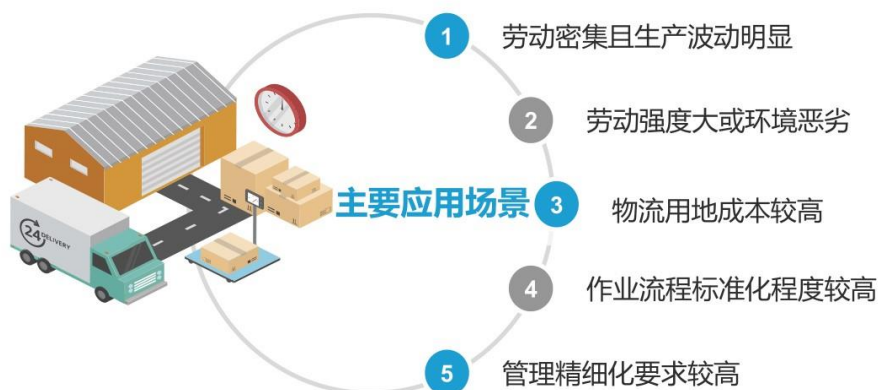 1 劳动密集且生产波动明显
2 劳动强度大或环境恶劣
主要应用场景 3 物流用地成本较高
24 DELIVERY
4 作业流程标准化程度较高
5 管理精细化要求较高